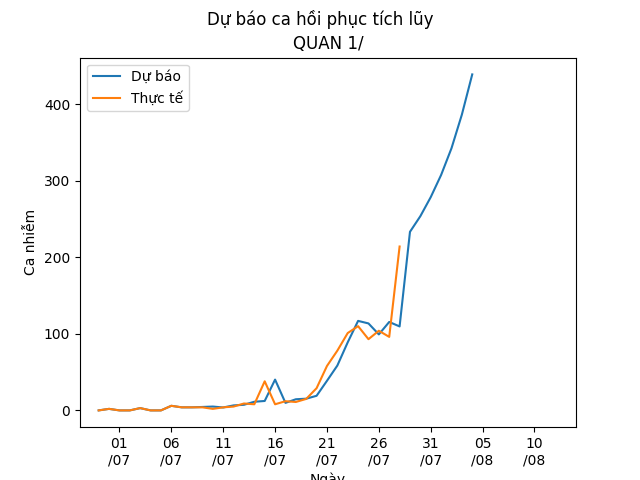 Dự báo ca hồi phục tích lũy
QUAN 1/
Dự báo
Thực tế
Ca nhiễm
400
300
200
100
0
01 06 11 16 21 26 31 05 10
/07 /07 /07 /07 /07 /07 /07 /08 /08
Ngày